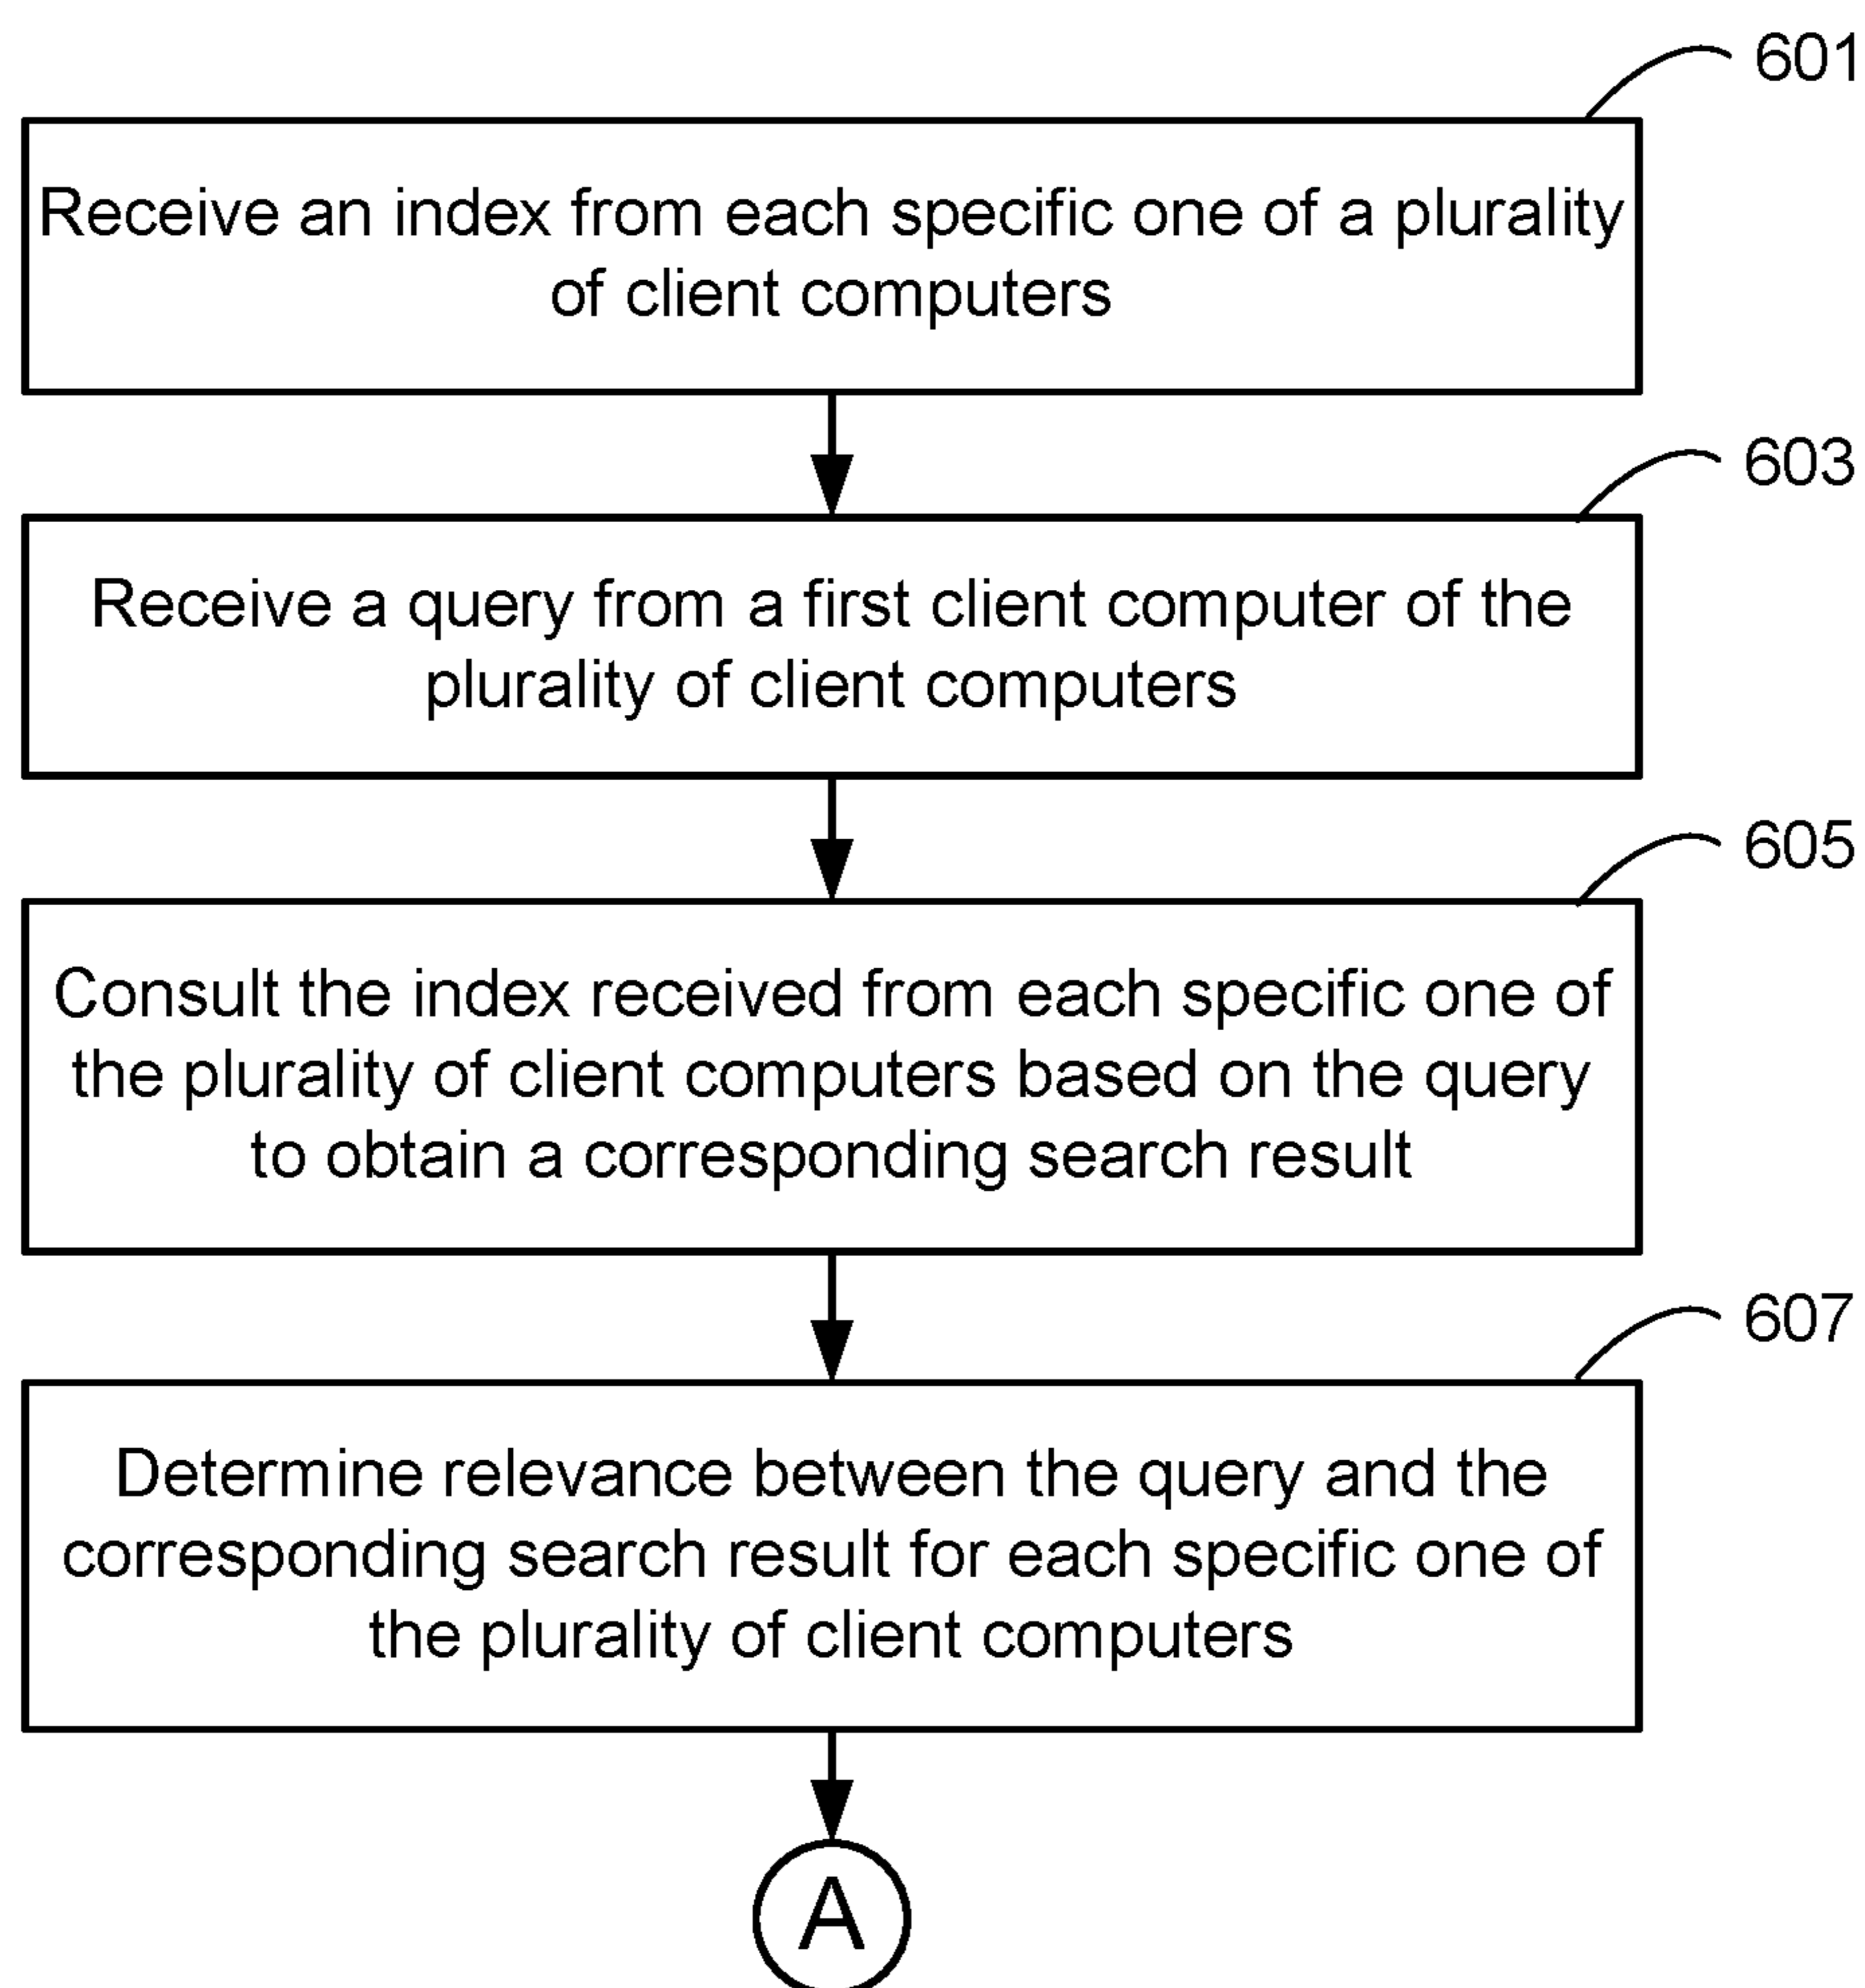 601
Receive an index from each specific one of a plurality
of client computers
603
Receive a query from a first client computer of the
plurality of client computers
605
Consult the index received from each specific one of
the plurality of client computers based on the query
to obtain a corresponding search result
607
Determine relevance between the query and the
corresponding search result for each specific one of
the plurality of client computers
A